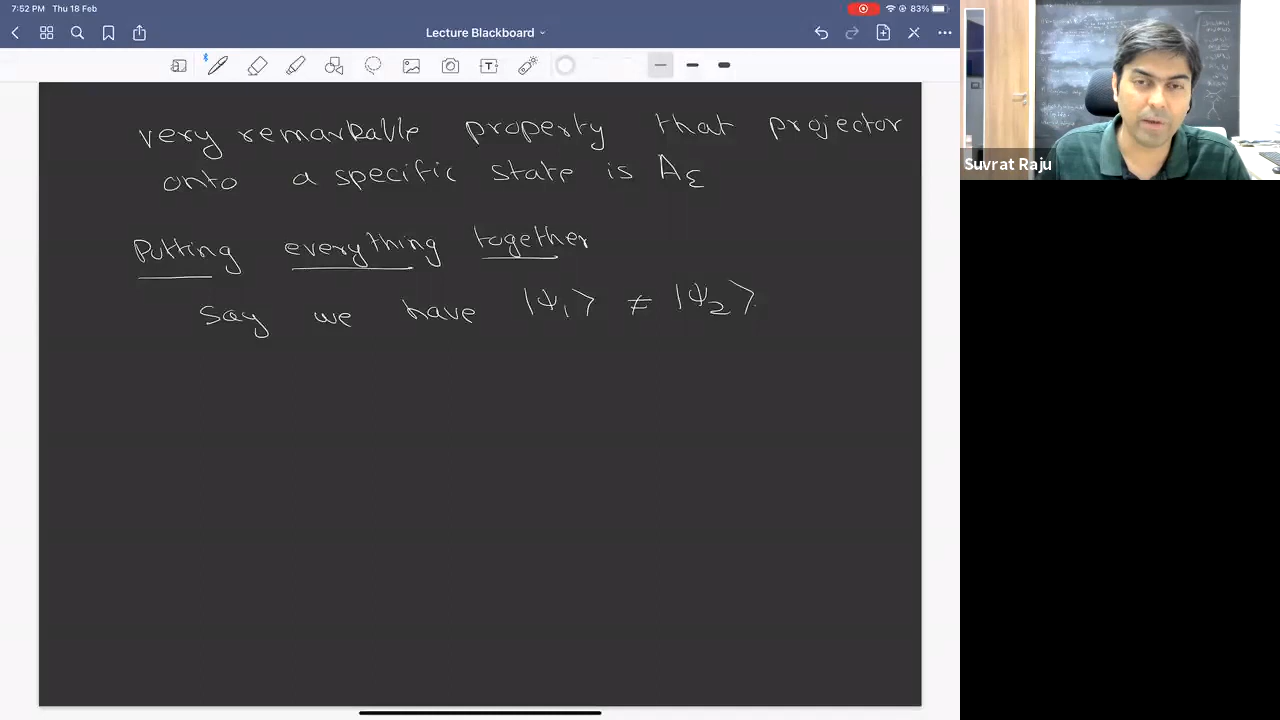 7:52 PM Thu 18 Feb
83%
Lecture Blackboard
very remarkable property that projector
onto a specific state is A_ε
Putting everything together
Say we have |ψ₁⟩ ≠ |ψ₂⟩
Suvrat Raju